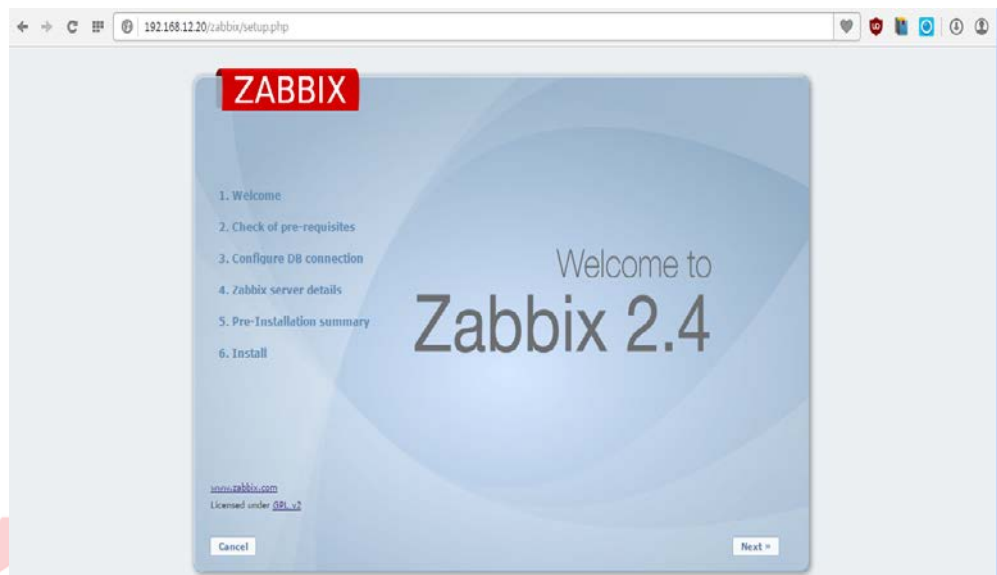 192.168.12.20/zabbix/setup.php
ZABBIX
1. Welcome
2. Check of pre-requisites
3. Configure DB connection
4. Zabbix server details
5. Pre-Installation summary
6. Install
Welcome to
Zabbix 2.4
www.zabbix.com
Licensed under GPL v2
Cancel
Next »